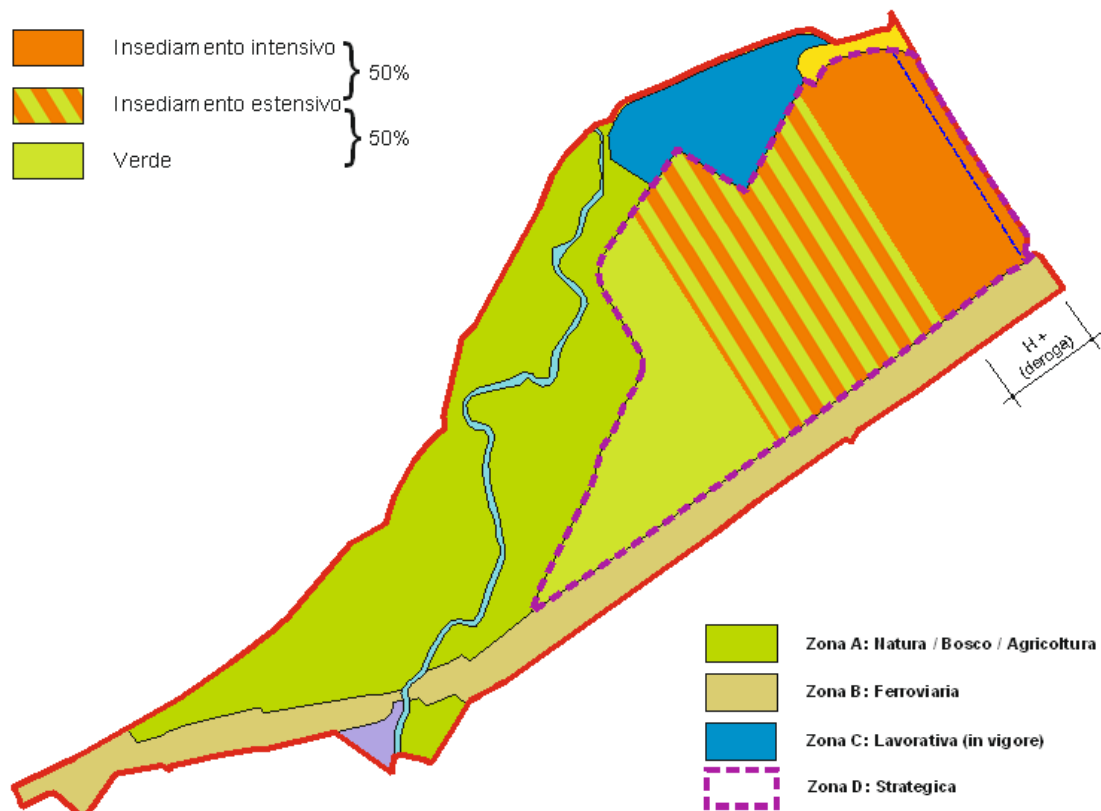 Insediamento intensivo
50%
Insediamento estensivo
50%
Verde
H +
(deroga)
Zona A: Natura / Bosco / Agricoltura
Zona B: Ferroviaria
Zona C: Lavorativa (in vigore)
Zona D: Strategica